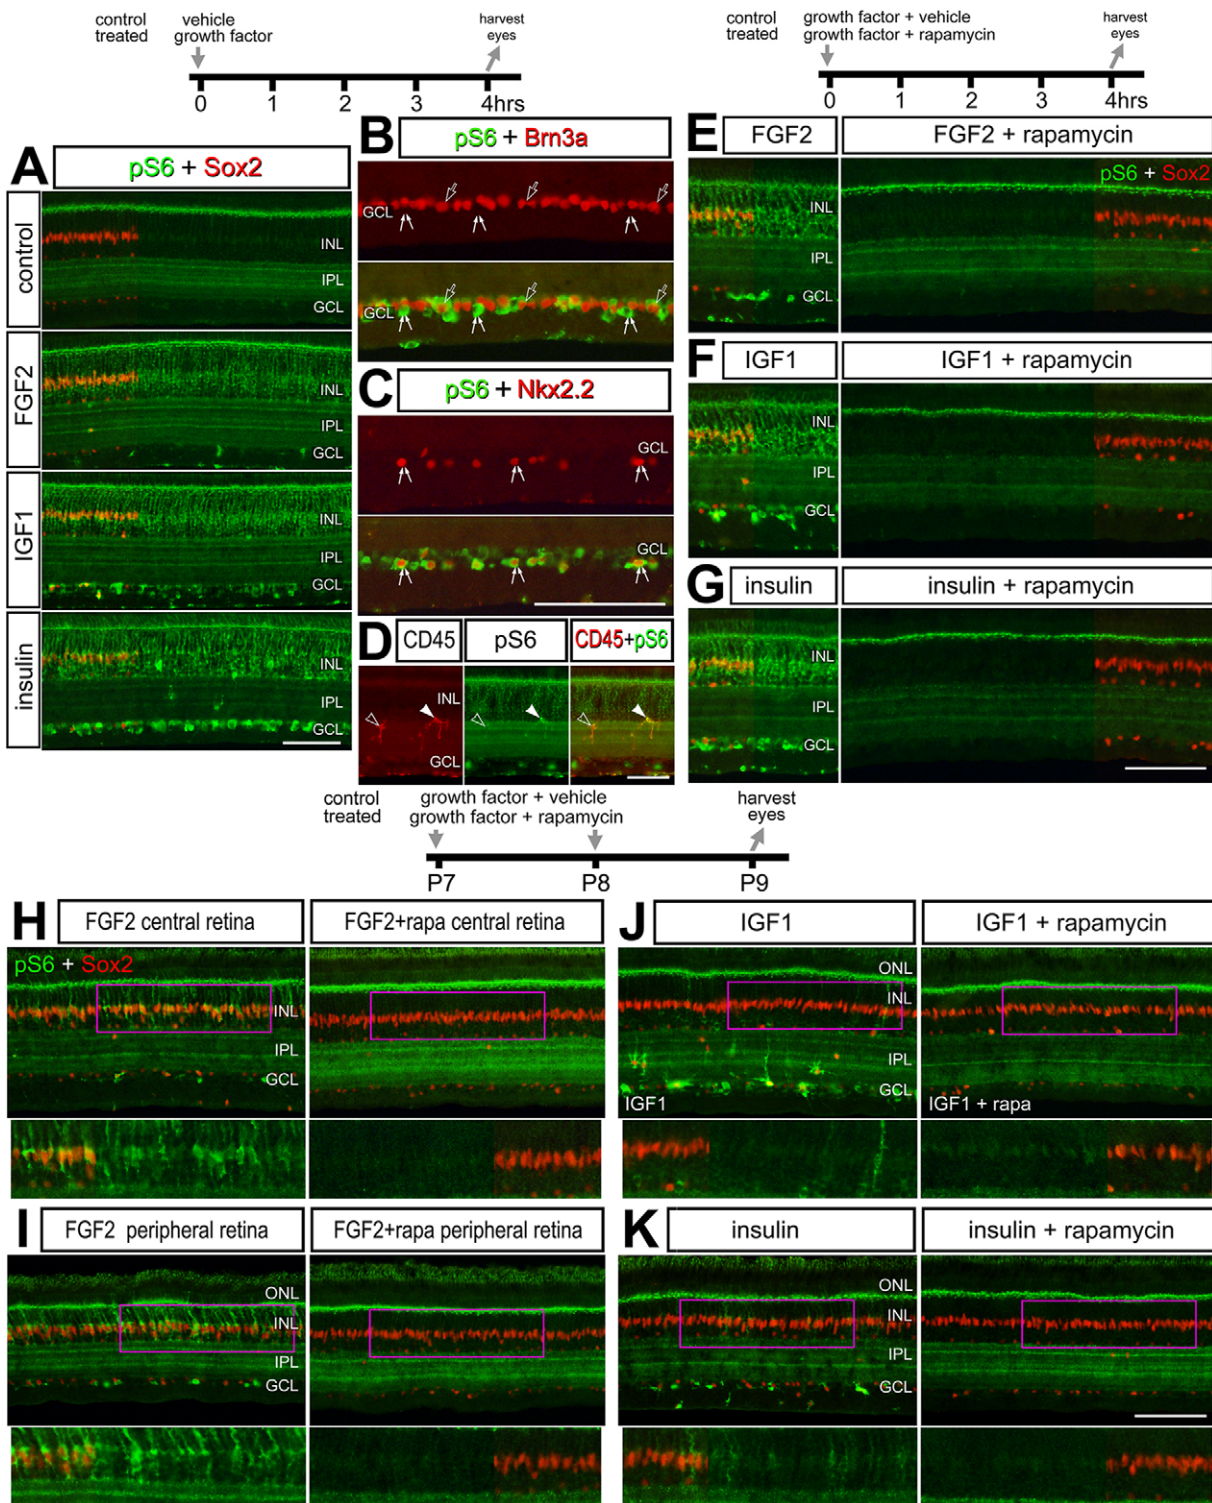 control
treated
vehicle
growth factor
harvest
eyes
0 1 2 3 4hrs
control
treated
growth factor + vehicle
growth factor + rapamycin
harvest
eyes
0 1 2 3 4hrs
A
pS6 + Sox2
control
INL
IPL
GCL
FGF2
INL
IPL
GCL
IGF1
INL
IPL
GCL
insulin
INL
IPL
GCL
B
pS6 + Brn3a
GCL
GCL
C
pS6 + Nkx2.2
GCL
GCL
D
CD45 pS6 CD45+pS6
INL
GCL
E
FGF2 FGF2 + rapamycin
pS6 + Sox2
INL
IPL
GCL
F
IGF1 IGF1 + rapamycin
INL
IPL
GCL
G
insulin insulin + rapamycin
INL
IPL
GCL
control
treated
growth factor + vehicle
growth factor + rapamycin
harvest
eyes
P7 P8 P9
H
FGF2 central retina FGF2+rapa central retina
pS6 + Sox2
INL
IPL
GCL
I
FGF2 peripheral retina FGF2+rapa peripheral retina
ONL
INL
IPL
GCL
J
IGF1 IGF1 + rapamycin
ONL
INL
IPL
GCL
IGF1 IGF1 + rapa
K
insulin insulin + rapamycin
ONL
INL
IPL
GCL